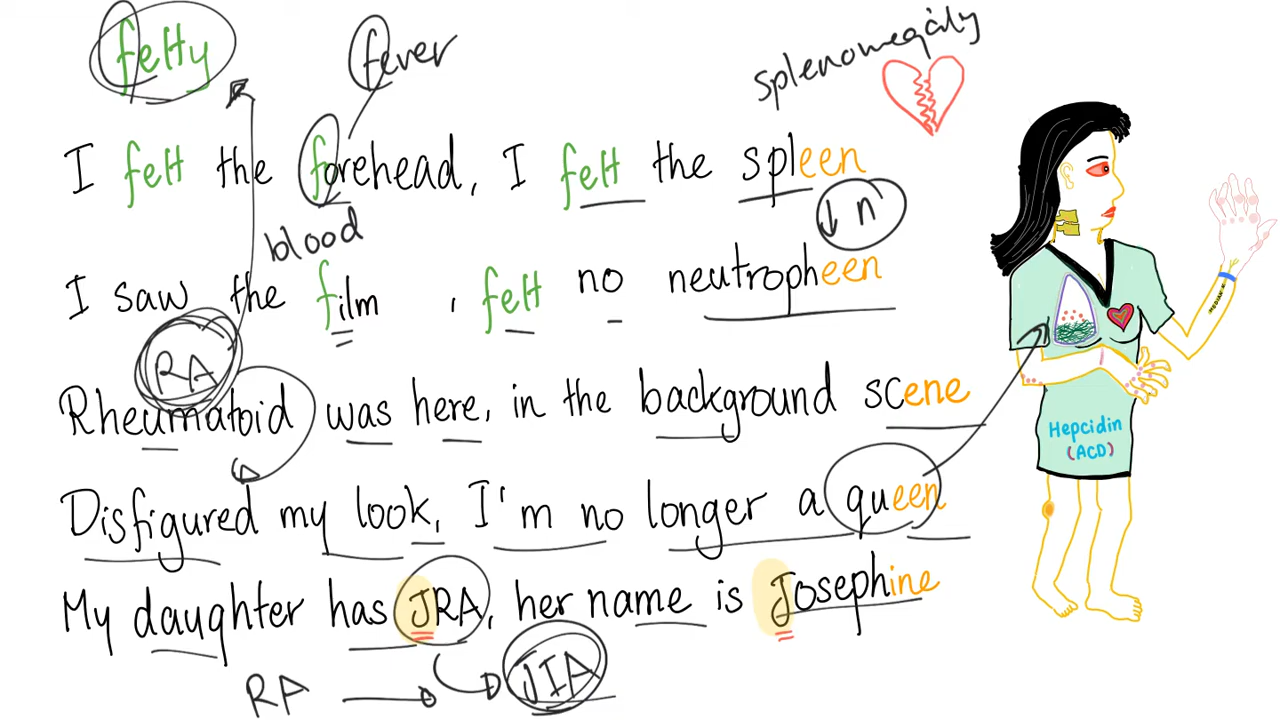 felty
fever
splenomegaly
I felt the forehead, I felt the spleen
↓ n
blood
I saw the film , felt no neutropheen
RA
Rheumatoid was here, in the background scene
Disfigured my look, I'm no longer a queen
My daughter has JRA, her name is Josephine
RA → JIA
Hepcidin
(ACD)